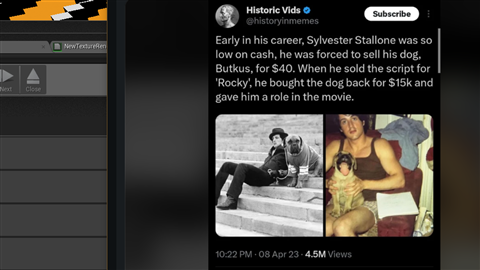 NewTextureRen
Next
Close
Historic Vids
@historyinmemes
Subscribe
Early in his career, Sylvester Stallone was so
low on cash, he was forced to sell his dog,
Butkus, for $40. When he sold the script for
'Rocky', he bought the dog back for $15k and
gave him a role in the movie.
10:22 PM · 08 Apr 23 · 4.5M Views